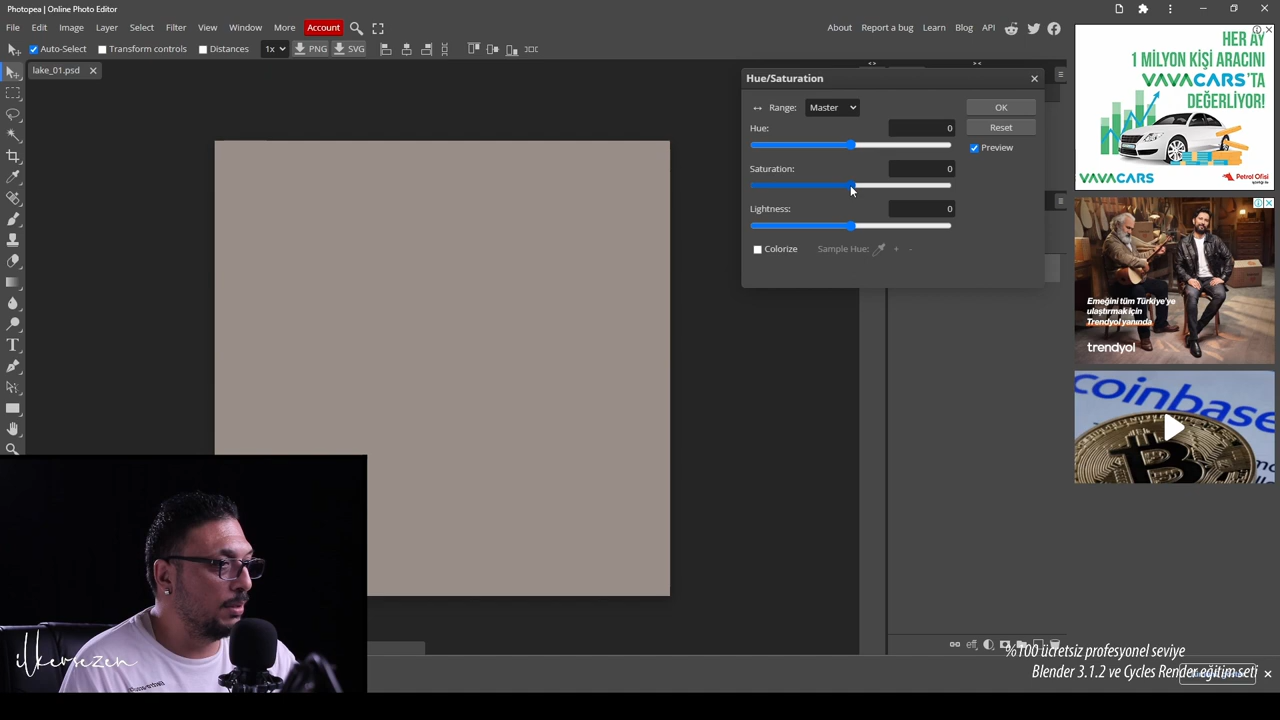 Photopea | Online Photo Editor
File Edit Image Layer Select Filter View Window More Account
About Report a bug Learn Blog API
Auto-Select Transform controls Distances 1x PNG SVG
lake_01.psd
Hue/Saturation
Range: Master OK
Hue: 0 Reset
Preview
Saturation: 0
Lightness: 0
Colorize Sample Hue: + -
HER AY
1 MİLYON KİŞİ ARACINI
VAVACARS'TA
DEĞERLİYOR!
VAVACARS Petrol Ofisi
Emeğini tüm Türkiye'ye
ulaştırmak için
Trendyol yanında
trendyol
coinbase
ilkersezen
%100 ücretsiz profesyonel seviye
Blender 3.1.2 ve Cycles Render eğitim seti